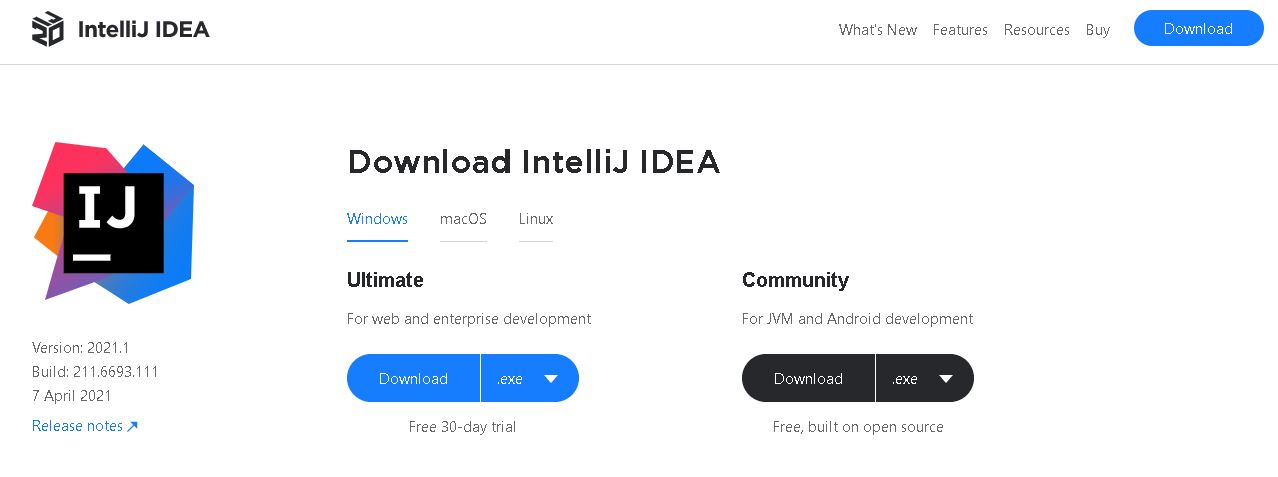 IntelliJ IDEA
What's New Features Resources Buy Download
IJ
Download IntelliJ IDEA
Windows macOS Linux
Ultimate
For web and enterprise development
Download .exe
Free 30-day trial
Community
For JVM and Android development
Download .exe
Free, built on open source
Version: 2021.1
Build: 211.6693.111
7 April 2021
Release notes ↗